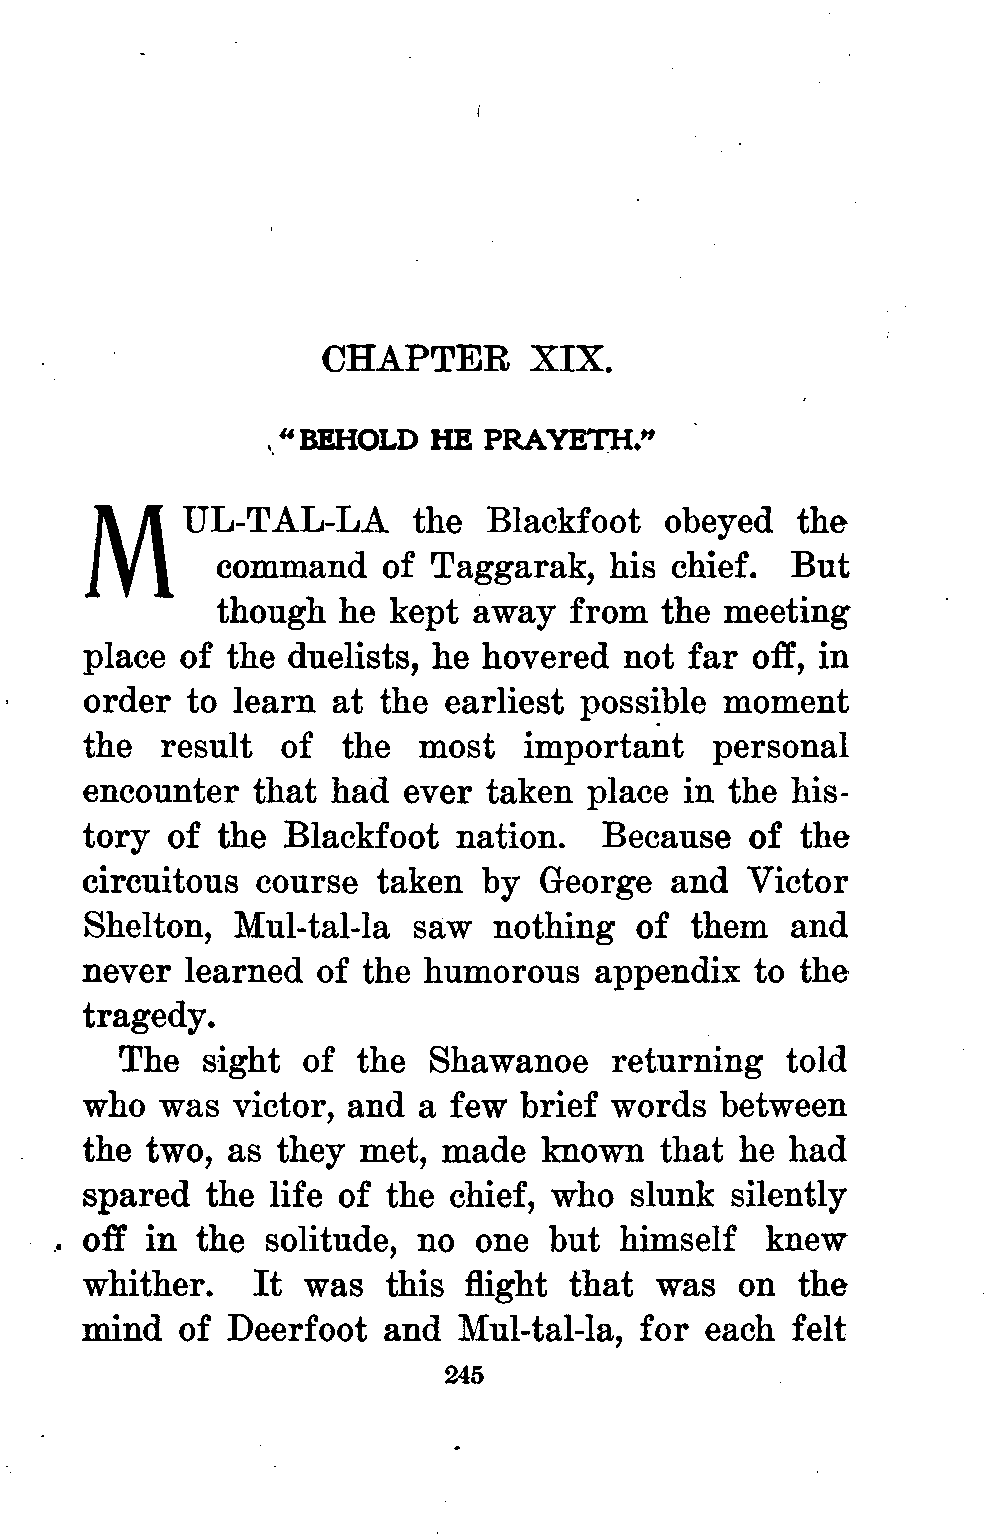 CHAPTER XIX.
"BEHOLD HE PRAYETH."
MUL-TAL-LA the Blackfoot obeyed the
command of Taggarak, his chief. But
though he kept away from the meeting
place of the duelists, he hovered not far off, in
order to learn at the earliest possible moment
the result of the most important personal
encounter that had ever taken place in the his-
tory of the Blackfoot nation. Because of the
circuitous course taken by George and Victor
Shelton, Mul-tal-la saw nothing of them and
never learned of the humorous appendix to the
tragedy.
The sight of the Shawanoe returning told
who was victor, and a few brief words between
the two, as they met, made known that he had
spared the life of the chief, who slunk silently
off in the solitude, no one but himself knew
whither. It was this flight that was on the
mind of Deerfoot and Mul-tal-la, for each felt
245